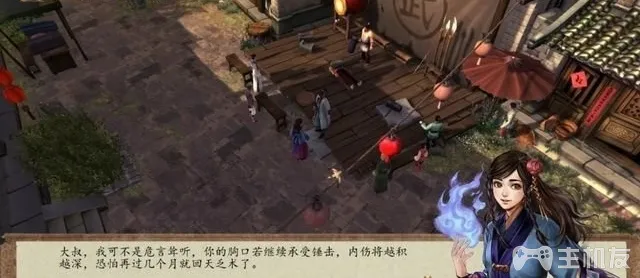 武
大叔，我可不是危言耸听，你的胸口若继续承受锤击，内伤将越积
越深，恐怕再过几个月就回天乏术了。
主机友